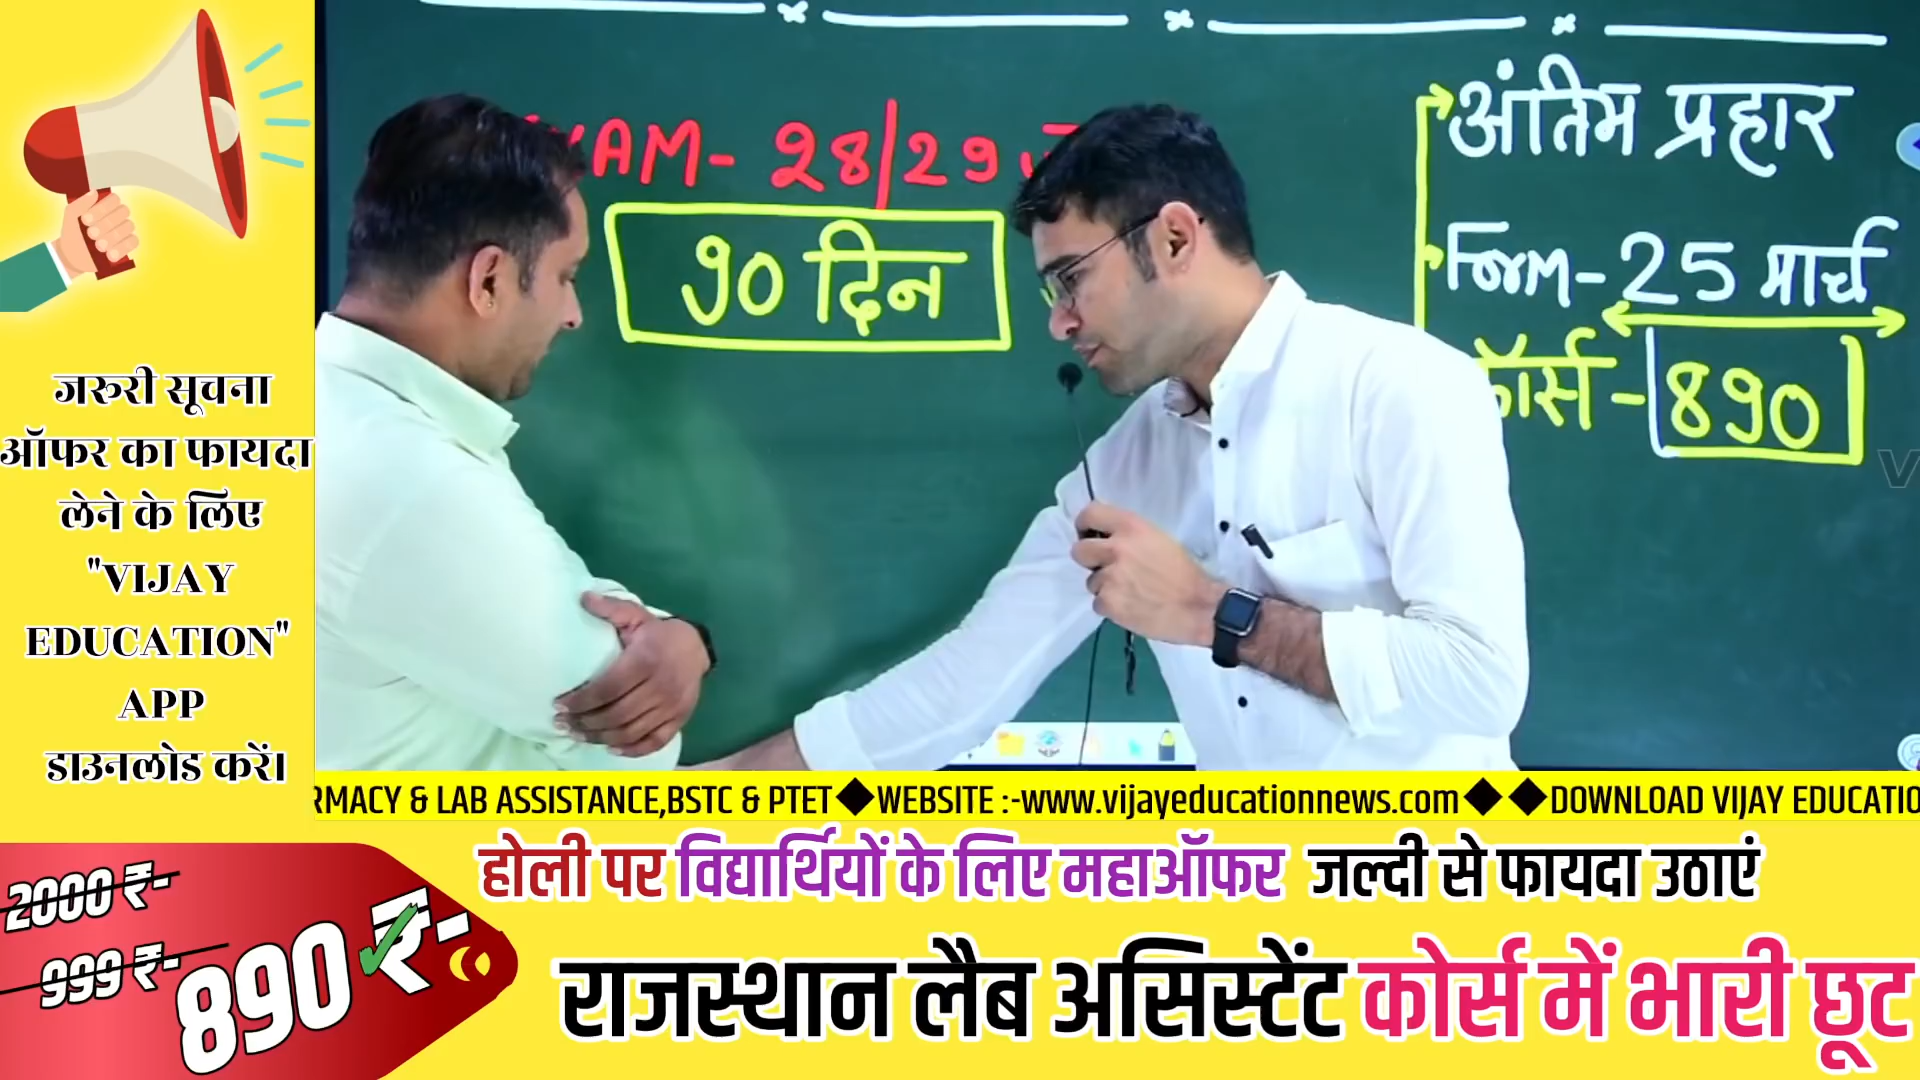 जरूरी सूचना
ऑफर का फायदा
लेने के लिए
"VIJAY
EDUCATION"
APP
डाउनलोड करें।
EXAM- 28/29
90 दिन
अंतिम प्रहार
Form- 25 मार्च
कॉर्स - 890
V
RMACY & LAB ASSISTANCE,BSTC & PTET◆WEBSITE :-www.vijayeducationnews.com◆ ◆DOWNLOAD VIJAY EDUCATIO
होली पर विद्यार्थियों के लिए महाऑफर जल्दी से फायदा उठाएं
2000 ₹-
999 ₹-
890 ₹-
राजस्थान लैब असिस्टेंट कोर्स में भारी छूट